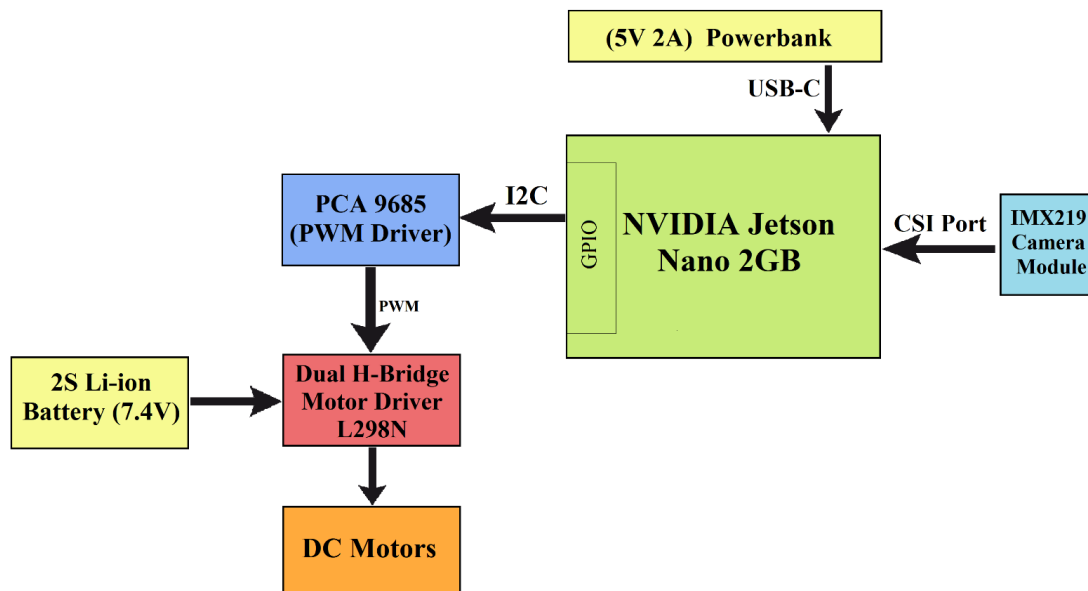 (5V 2A) Powerbank
USB-C
NVIDIA Jetson
Nano 2GB
GPIO
I2C
CSI Port
IMX219
Camera
Module
PCA 9685
(PWM Driver)
PWM
2S Li-ion
Battery (7.4V)
Dual H-Bridge
Motor Driver
L298N
DC Motors